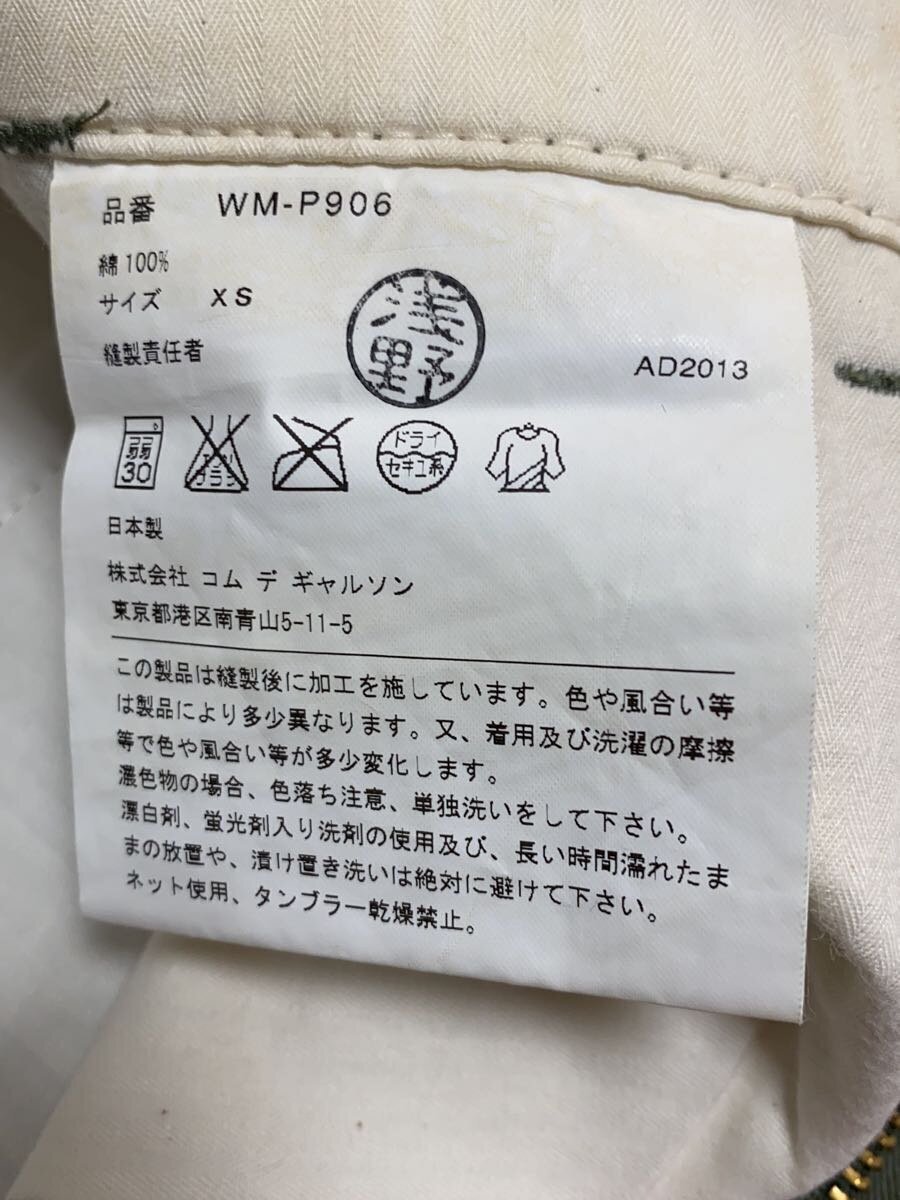 品番 WM-P906
綿 100%
サイズ XS
縫製責任者
浅野
AD2013
弱
30
ドライ
セキユ系
日本製
株式会社 コム デ ギャルソン
東京都港区南青山5-11-5
この製品は縫製後に加工を施しています。色や風合い等
は製品により多少異なります。又、着用及び洗濯の摩擦
等で色や風合い等が多少変化します。
濃色物の場合、色落ち注意、単独洗いをして下さい。
漂白剤、蛍光剤入り洗剤の使用及び、長い時間濡れたま
まの放置や、漬け置き洗いは絶対に避けて下さい。
ネット使用、タンブラー乾燥禁止。